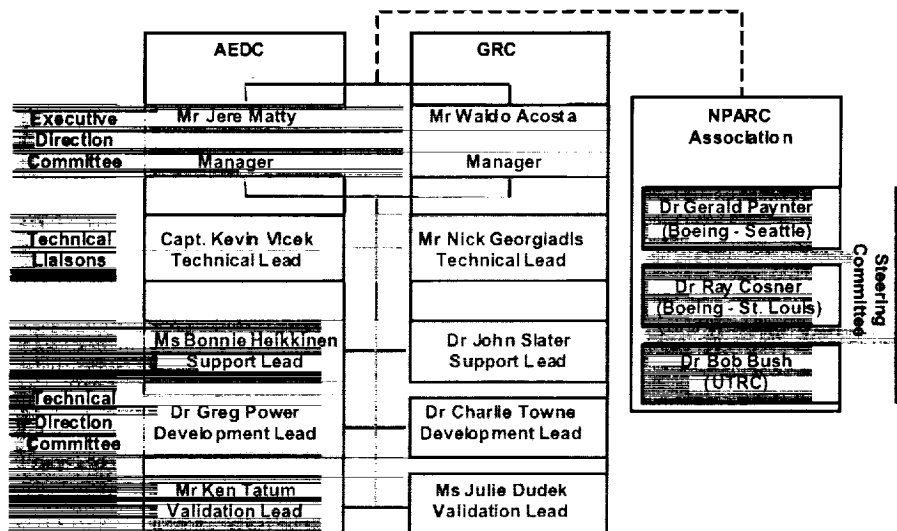 AEDC
GRC
Executive
Direction
Committee
Mr Jere Matty
Manager
Mr Waldo Acosta
Manager
NPARC
Association
Technical
Liaisons
Capt. Kevin Vlcek
Technical Lead
Mr Nick Georgiadis
Technical Lead
Dr Gerald Paynter
(Boeing - Seattle)
Dr Ray Cosner
(Boeing - St. Louis)
Dr Bob Bush
(UTRC)
Steering
Committee
Technical
Direction
Committee
Ms Bonnie Heikkinen
Support Lead
Dr John Slater
Support Lead
Dr Greg Power
Development Lead
Dr Charlie Towne
Development Lead
Mr Ken Tatum
Validation Lead
Ms Julie Dudek
Validation Lead